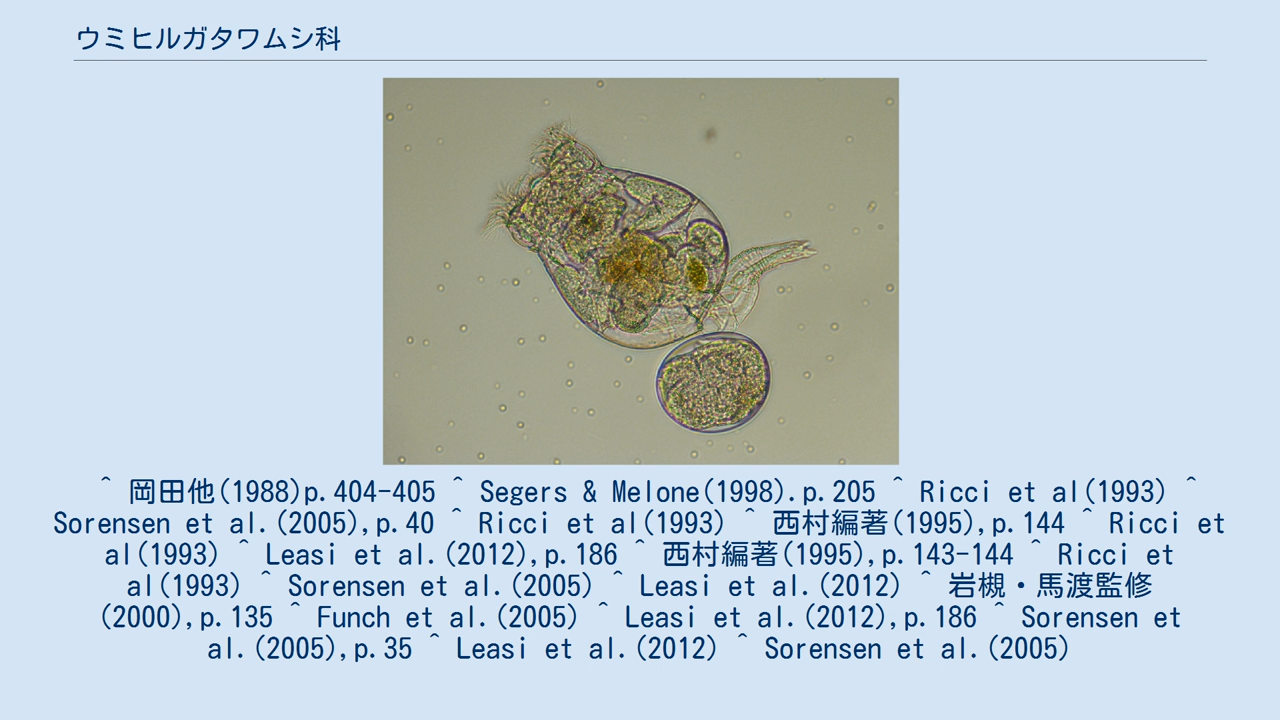 ウミヒルガタワムシ科
^ 岡田他(1988)p.404-405 ^ Segers & Melone(1998).p.205 ^ Ricci et al(1993) ^
Sorensen et al.(2005),p.40 ^ Ricci et al(1993) ^ 西村編著(1995),p.144 ^ Ricci et
al(1993) ^ Leasi et al.(2012),p.186 ^ 西村編著(1995),p.143-144 ^ Ricci et
al(1993) ^ Sorensen et al.(2005) ^ Leasi et al.(2012) ^ 岩槻・馬渡監修
(2000),p.135 ^ Funch et al.(2005) ^ Leasi et al.(2012),p.186 ^ Sorensen et
al.(2005),p.35 ^ Leasi et al.(2012) ^ Sorensen et al.(2005)